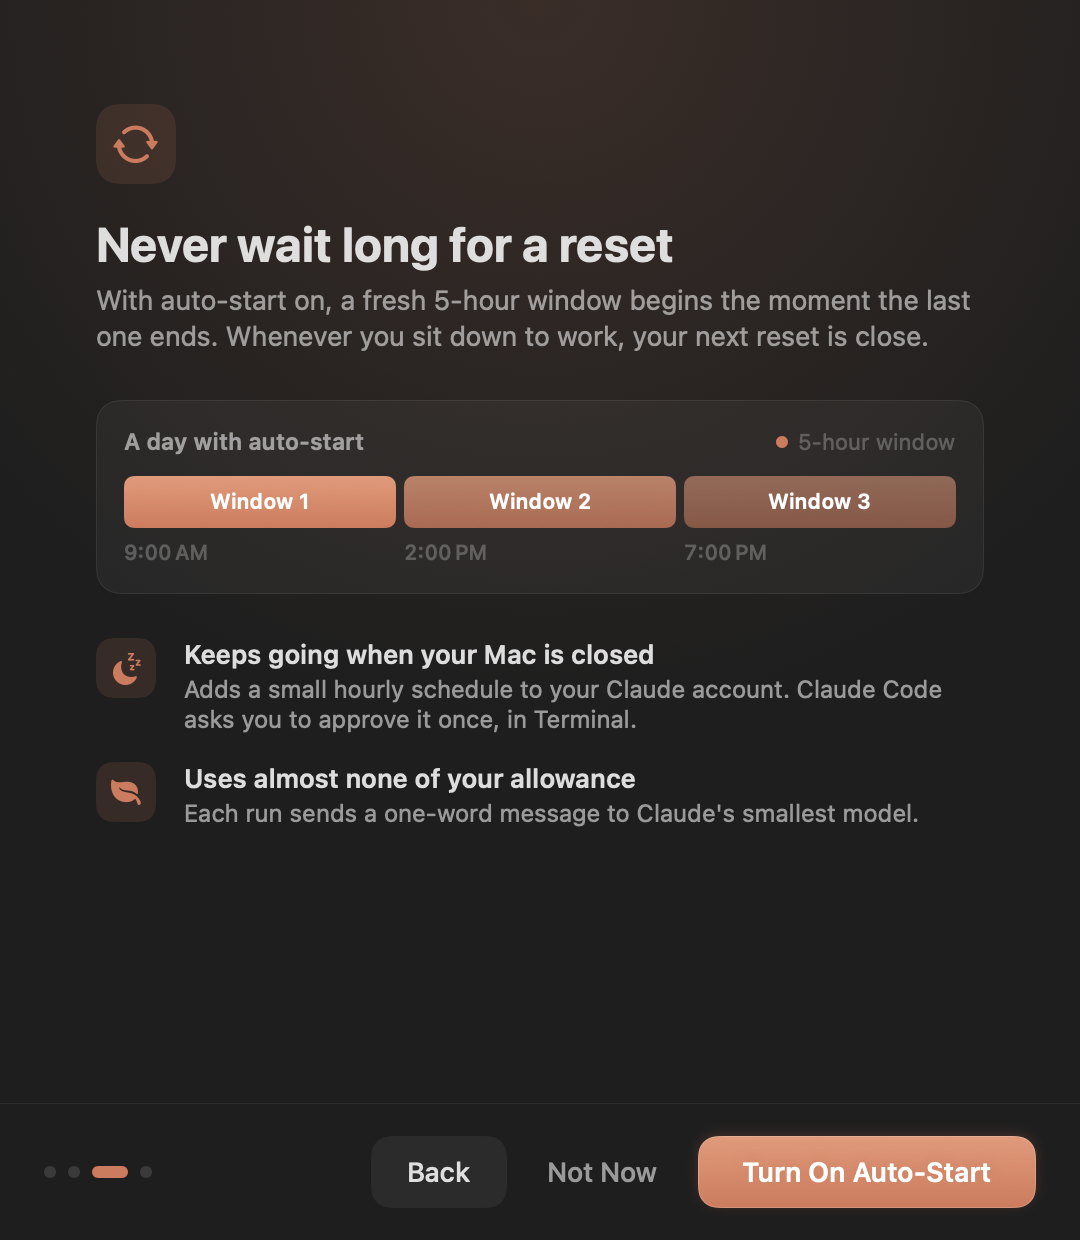 Never wait long for a reset
With auto-start on, a fresh 5-hour window begins the moment the last
one ends. Whenever you sit down to work, your next reset is close.
A day with auto-start
5-hour window
Window 1
Window 2
Window 3
9:00 AM
2:00 PM
7:00 PM
Keeps going when your Mac is closed
Adds a small hourly schedule to your Claude account. Claude Code
asks you to approve it once, in Terminal.
Uses almost none of your allowance
Each run sends a one-word message to Claude's smallest model.
Back
Not Now
Turn On Auto-Start